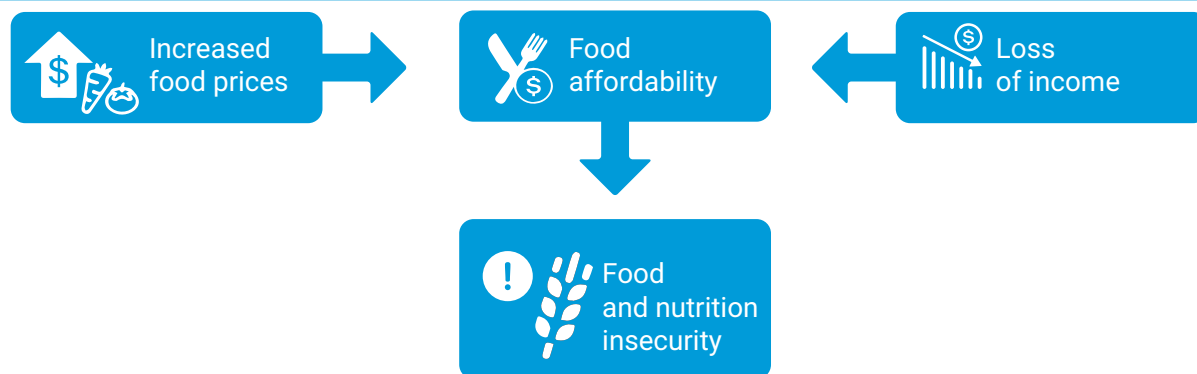 Increased
food prices
$
Food
affordability
$
Loss
of income
$
!
Food
and nutrition
insecurity